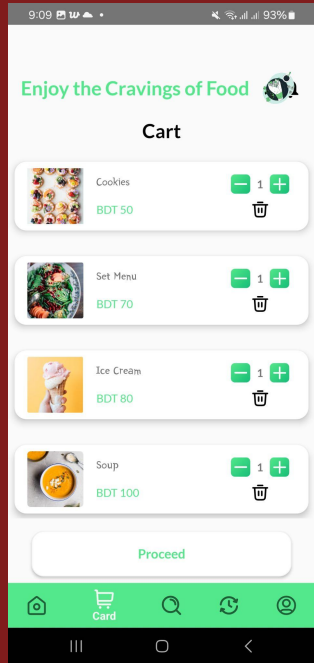 9:09 93%
Enjoy the Cravings of Food
Cart
Cookies
1
BDT 50
Set Menu
1
BDT 70
Ice Cream
1
BDT 80
Soup
1
BDT 100
Proceed
Card